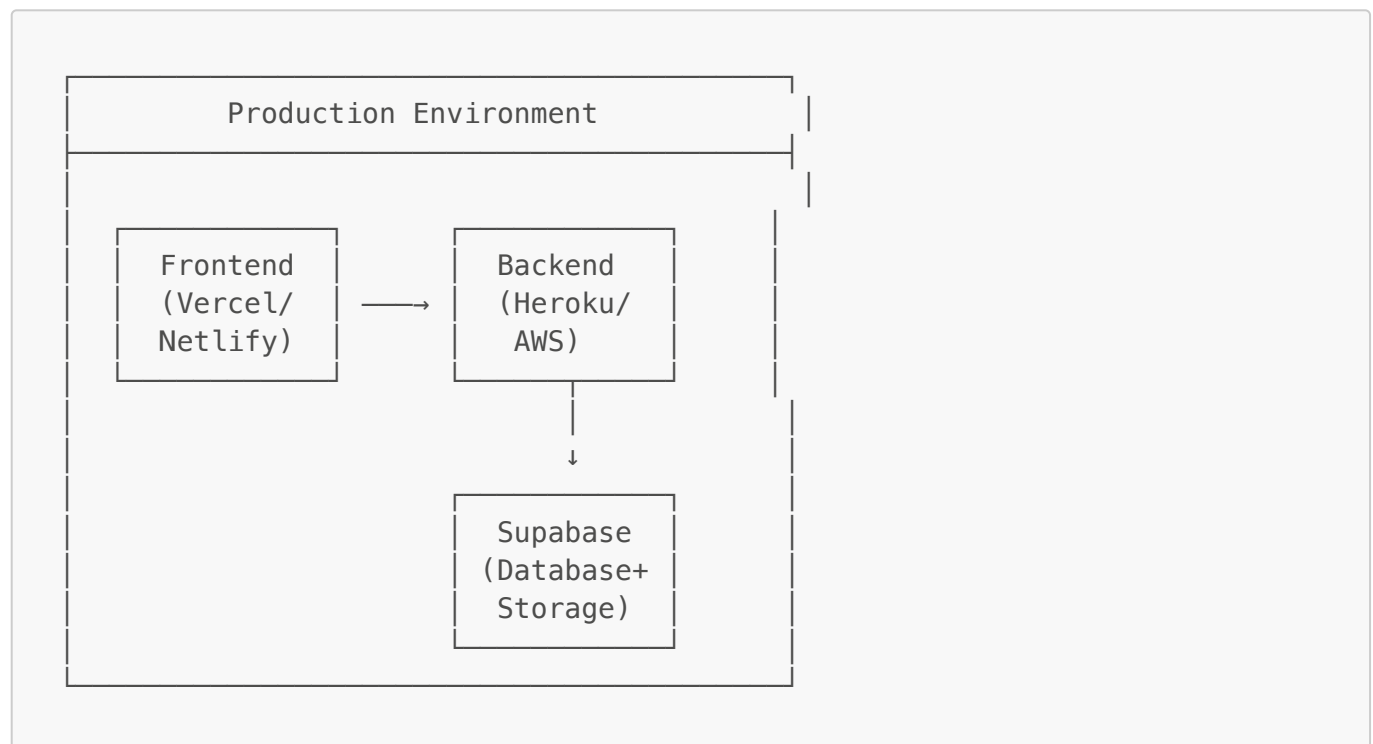 Production Environment
Frontend Backend
(Vercel/ ───→ (Heroku/
Netlify) AWS)
↓
Supabase
(Database+
Storage)